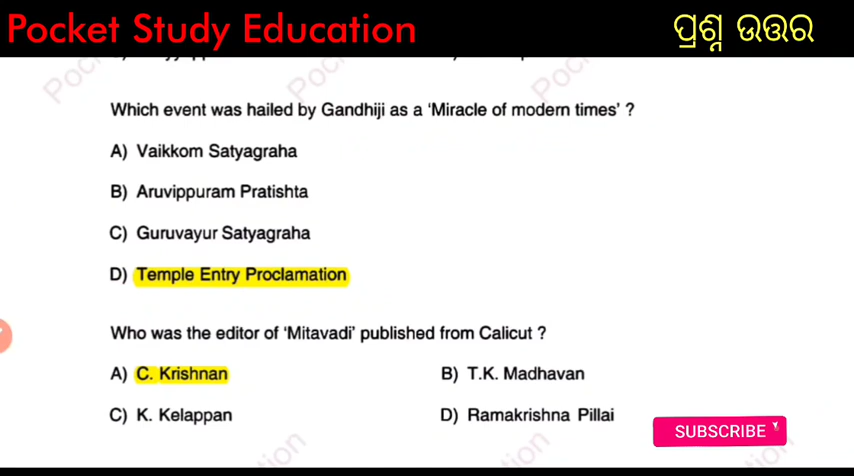 Pocket Study Education ପ୍ରଶ୍ନ ଉତ୍ତର
Which event was hailed by Gandhiji as a ‘Miracle of modern times’ ?
A) Vaikkom Satyagraha
B) Aruvippuram Pratishta
C) Guruvayur Satyagraha
D) Temple Entry Proclamation
Who was the editor of ‘Mitavadi’ published from Calicut ?
A) C. Krishnan B) T.K. Madhavan
C) K. Kelappan D) Ramakrishna Pillai
SUBSCRIBE